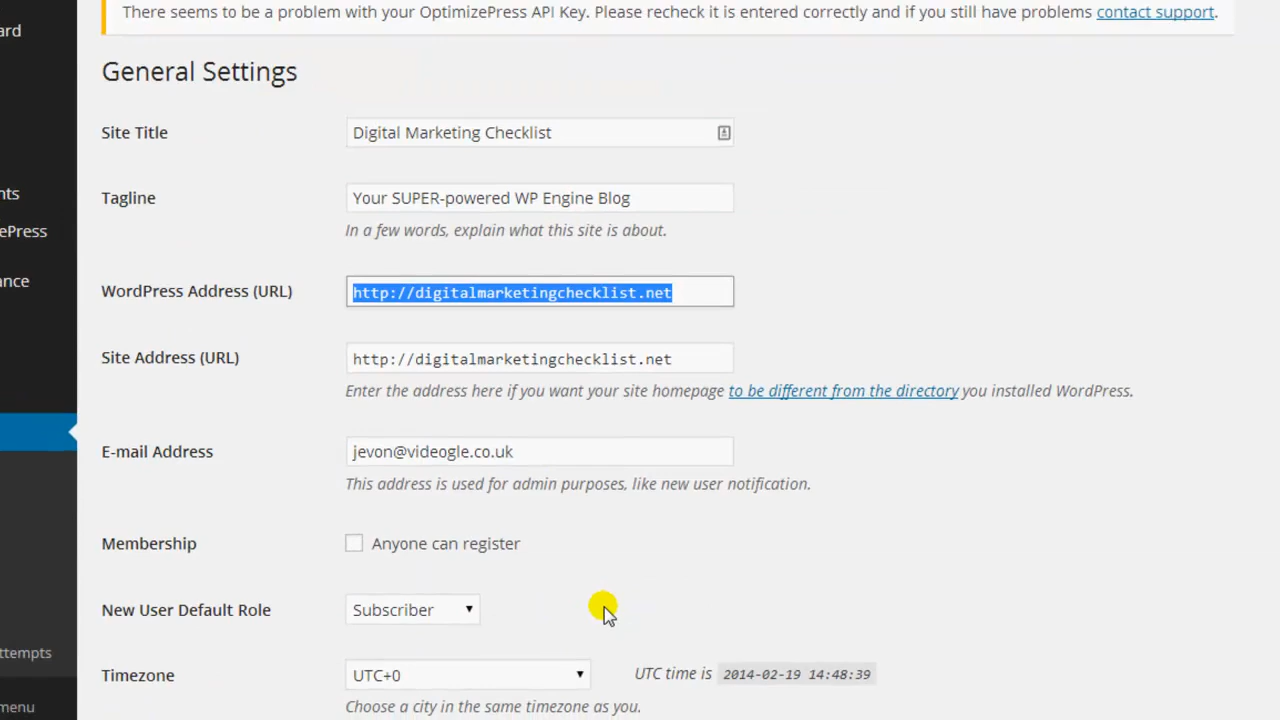 There seems to be a problem with your OptimizePress API Key. Please recheck it is entered correctly and if you still have problems contact support.
ard
General Settings
Site Title
Digital Marketing Checklist
nts
Tagline
Your SUPER-powered WP Engine Blog
ePress
In a few words, explain what this site is about.
nce
WordPress Address (URL)
http://digitalmarketingchecklist.net
Site Address (URL)
http://digitalmarketingchecklist.net
Enter the address here if you want your site homepage to be different from the directory you installed WordPress.
E-mail Address
jevon@videogle.co.uk
This address is used for admin purposes, like new user notification.
Membership
Anyone can register
New User Default Role
Subscriber
ttempts
Timezone
UTC+0
UTC time is 2014-02-19 14:48:39
menu
Choose a city in the same timezone as you.